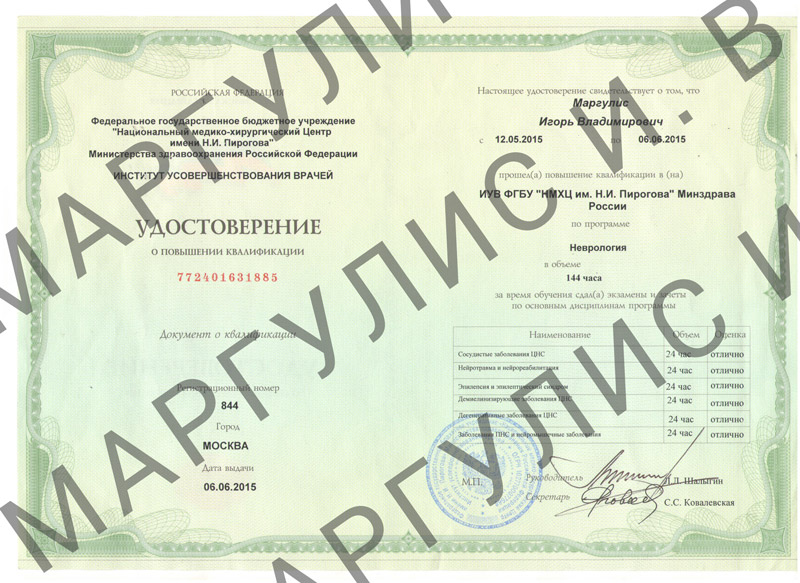 РОССИЙСКАЯ ФЕДЕРАЦИЯ
Федеральное государственное бюджетное учреждение
"Национальный медико-хирургический Центр
имени Н.И. Пирогова"
Министерства здравоохранения Российской Федерации
ИНСТИТУТ УСОВЕРШЕНСТВОВАНИЯ ВРАЧЕЙ
УДОСТОВЕРЕНИЕ
О ПОВЫШЕНИИ КВАЛИФИКАЦИИ
772401631885
Документ о квалификации
Регистрационный номер
844
Город
МОСКВА
Дата выдачи
06.06.2015
Настоящее удостоверение свидетельствует о том, что
Маргулис
Игорь Владимирович
с 12.05.2015 по 06.06.2015
прошел(а) повышение квалификации в (на)
ИУВ ФГБУ "НМХЦ им. Н.И. Пирогова" Минздрава
России
по программе
Неврология
в объеме
144 часа
за время обучения сдал(а) экзамены и зачеты
по основным дисциплинам программы
Наименование Объем Оценка
Сосудистые заболевания ЦНС 24 час отлично
Нейротравма и нейрореабилитация 24 час отлично
Эпилепсия и эпилептический синдром 24 час отлично
Демиелинизирующие заболевания ЦНС 24 час отлично
Дегенеративные заболевания ЦНС 24 час отлично
Заболевания ПНС и нейромышечные заболевания 24 час отлично
М.П.
Руководитель Л.Д. Шалыгин
Секретарь С.С. Ковалевская
МАРГУЛИС И. В
МАРГУЛИС И. В
МАРГУЛИС И